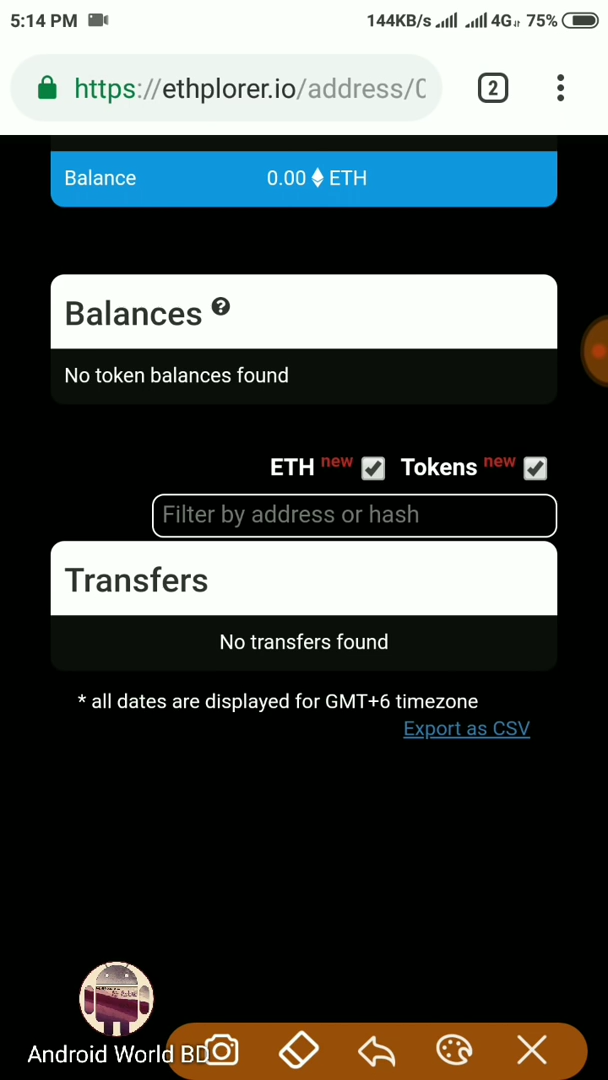 5:14 PM 144KB/s 4G 75%
https://ethplorer.io/address/0 2
Balance 0.00 ETH
Balances ?
No token balances found
ETH new Tokens new
Filter by address or hash
Transfers
No transfers found
* all dates are displayed for GMT+6 timezone
Export as CSV
Android World BD